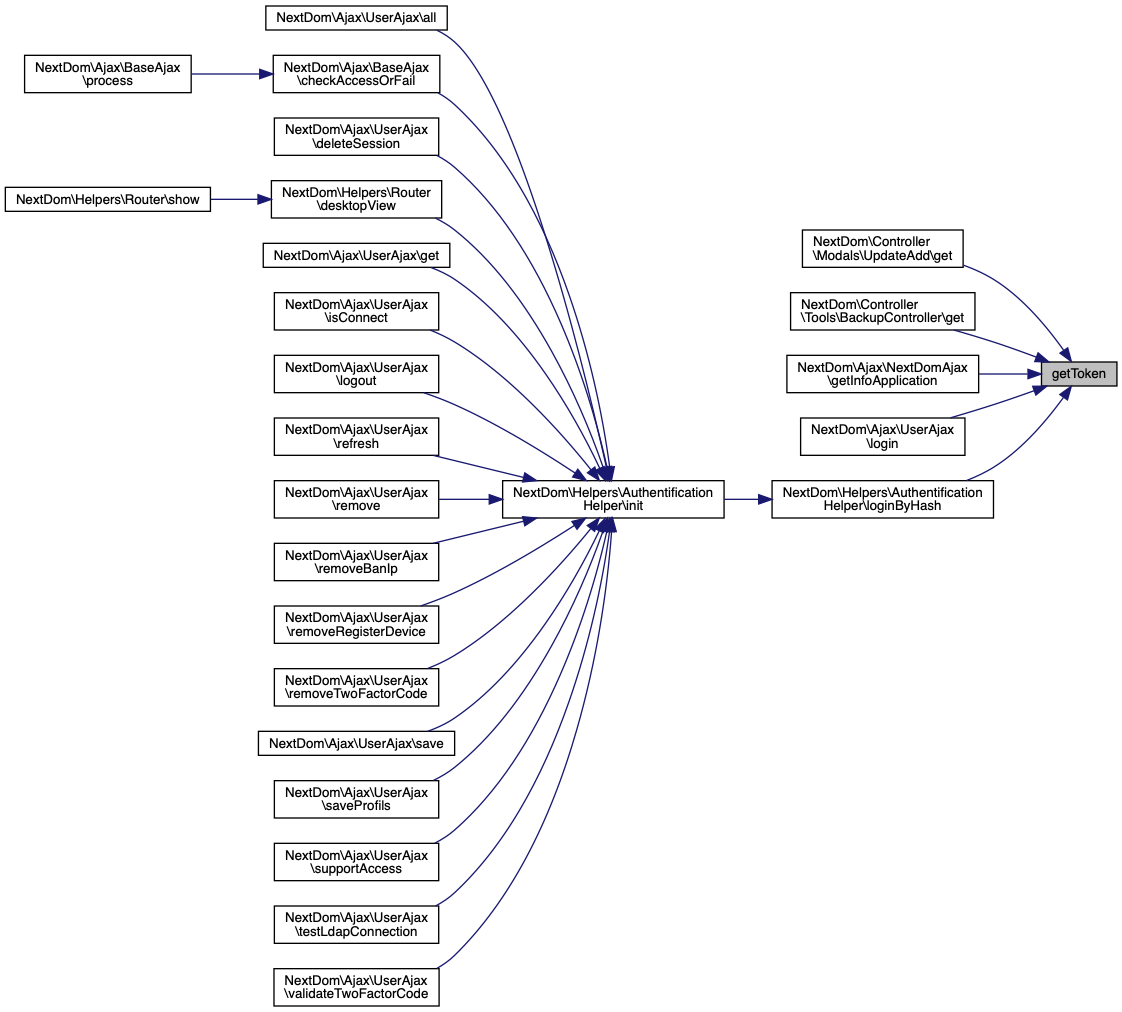 NextDom\Ajax\UserAjax\all
NextDom\Ajax\BaseAjax
\process
NextDom\Ajax\BaseAjax
\checkAccessOrFail
NextDom\Ajax\UserAjax
\deleteSession
NextDom\Helpers\Router\show
NextDom\Helpers\Router
\desktopView
NextDom\Ajax\UserAjax\get
NextDom\Ajax\UserAjax
\isConnect
NextDom\Ajax\UserAjax
\logout
NextDom\Ajax\UserAjax
\refresh
NextDom\Ajax\UserAjax
\remove
NextDom\Ajax\UserAjax
\removeBanIp
NextDom\Ajax\UserAjax
\removeRegisterDevice
NextDom\Ajax\UserAjax
\removeTwoFactorCode
NextDom\Ajax\UserAjax\save
NextDom\Ajax\UserAjax
\saveProfils
NextDom\Ajax\UserAjax
\supportAccess
NextDom\Ajax\UserAjax
\testLdapConnection
NextDom\Ajax\UserAjax
\validateTwoFactorCode
NextDom\Helpers\Authentification
Helper\init
NextDom\Controller
\Modals\UpdateAdd\get
NextDom\Controller
\Tools\BackupController\get
NextDom\Ajax\NextDomAjax
\getInfoApplication
NextDom\Ajax\UserAjax
\login
NextDom\Helpers\Authentification
Helper\loginByHash
getToken